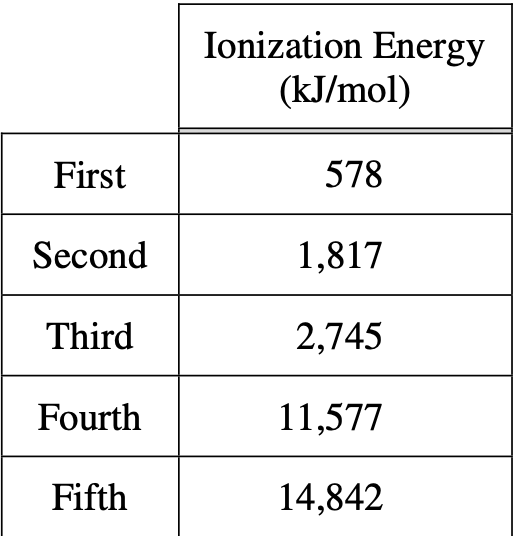 Ionization Energy
(kJ/mol)
First 578
Second 1,817
Third 2,745
Fourth 11,577
Fifth 14,842